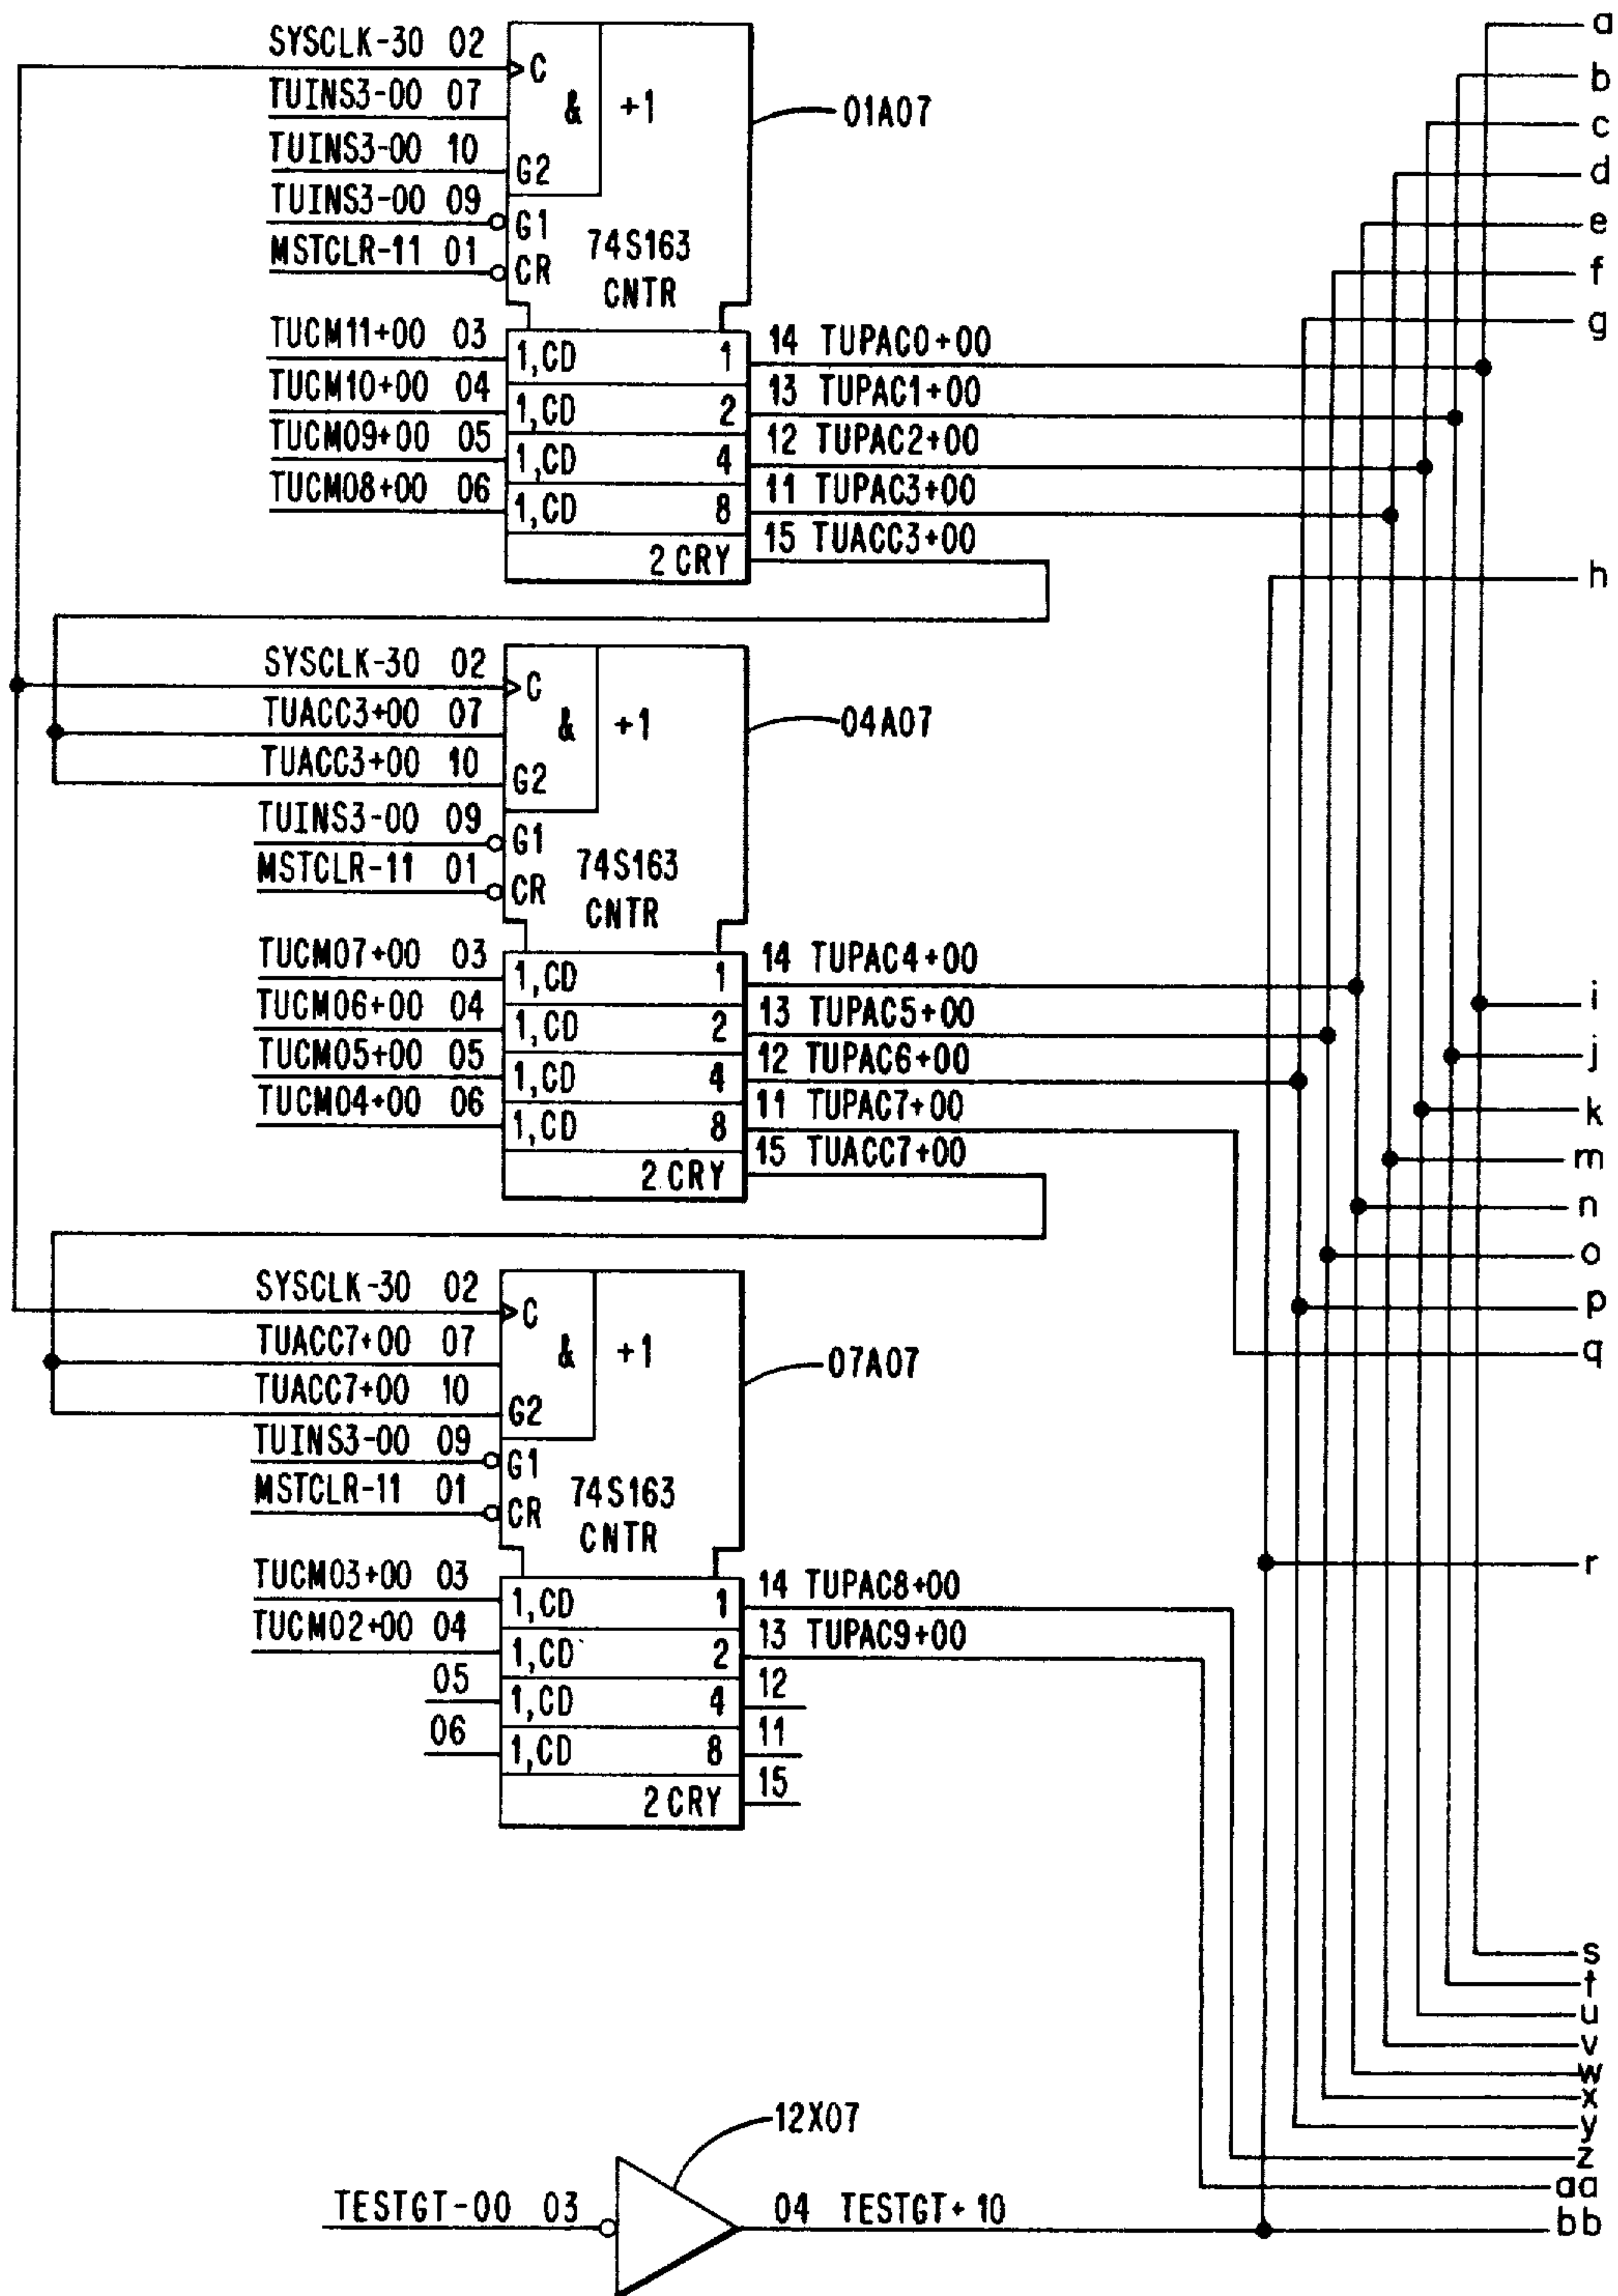 SYSCLK-30 02
TUINS3-00 07
TUINS3-00 10
TUINS3-00 09
MSTCLR-11 01
C
& +1
G2
G1
CR
74S163
CNTR
01A07
TUCM11+00 03 1,CD 1 14 TUPAC0+00
TUCM10+00 04 1,CD 2 13 TUPAC1+00
TUCM09+00 05 1,CD 4 12 TUPAC2+00
TUCM08+00 06 1,CD 8 11 TUPAC3+00
2 CRY 15 TUACC3+00
SYSCLK-30 02
TUACC3+00 07
TUACC3+00 10
TUINS3-00 09
MSTCLR-11 01
C
& +1
G2
G1
CR
74S163
CNTR
04A07
TUCM07+00 03 1,CD 1 14 TUPAC4+00
TUCM06+00 04 1,CD 2 13 TUPAC5+00
TUCM05+00 05 1,CD 4 12 TUPAC6+00
TUCM04+00 06 1,CD 8 11 TUPAC7+00
2 CRY 15 TUACC7+00
SYSCLK-30 02
TUACC7+00 07
TUACC7+00 10
TUINS3-00 09
MSTCLR-11 01
C
& +1
G2
G1
CR
74S163
CNTR
07A07
TUCM03+00 03 1,CD 1 14 TUPAC8+00
TUCM02+00 04 1,CD 2 13 TUPAC9+00
05 1,CD 4 12
06 1,CD 8 11
2 CRY 15
12X07
TESTGT-00 03 04 TESTGT+10
a
b
c
d
e
f
g
h
i
j
k
m
n
o
p
q
r
s
t
u
v
w
x
y
z
aa
bb